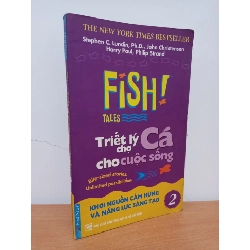 THE NEW YORK TIMES BESTSELLER
Stephen C. Lundin, Ph.D., John Christensen
Harry Paul, Philip Strand
FiSH!
TALES
Triết lý
chợ Cá
cho cuộc sống
KHƠI NGUỒN CẢM HỨNG
VÀ NĂNG LỰC SÁNG TẠO
2